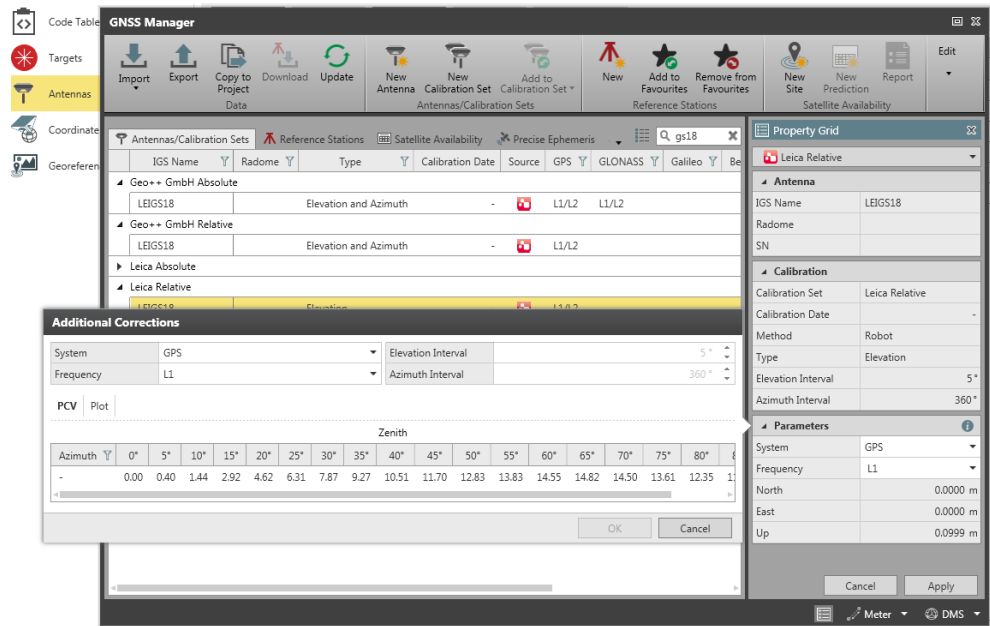 Code Table
Targets
Antennas
Coordinate
Georeferen
GNSS Manager
Import Export Copy to Project Download Update
Data
New Antenna New Calibration Set Add to Calibration Set
Antennas/Calibration Sets
New Add to Favourites Remove from Favourites
Reference Stations
New Site New Prediction Report
Satellite Availability
Edit
Antennas/Calibration Sets Reference Stations Satellite Availability Precise Ephemeris gs18
IGS Name Radome Type Calibration Date Source GPS GLONASS Galileo Be
Geo++ GmbH Absolute
LEIGS18 Elevation and Azimuth - L1/L2 L1/L2
Geo++ GmbH Relative
LEIGS18 Elevation and Azimuth - L1/L2
Leica Absolute
Leica Relative
LEIGS18 Elevation L1/L2
Additional Corrections
System GPS Elevation Interval 5 °
Frequency L1 Azimuth Interval 360 °
PCV Plot
Zenith
Azimuth 0° 5° 10° 15° 20° 25° 30° 35° 40° 45° 50° 55° 60° 65° 70° 75° 80° 8
- 0.00 0.40 1.44 2.92 4.62 6.31 7.87 9.27 10.51 11.70 12.83 13.83 14.55 14.82 14.50 13.61 12.35 11
OK Cancel
Property Grid
Leica Relative
Antenna
IGS Name LEIGS18
Radome
SN
Calibration
Calibration Set Leica Relative
Calibration Date -
Method Robot
Type Elevation
Elevation Interval 5°
Azimuth Interval 360°
Parameters
System GPS
Frequency L1
North 0.0000 m
East 0.0000 m
Up 0.0999 m
Cancel Apply
Meter DMS